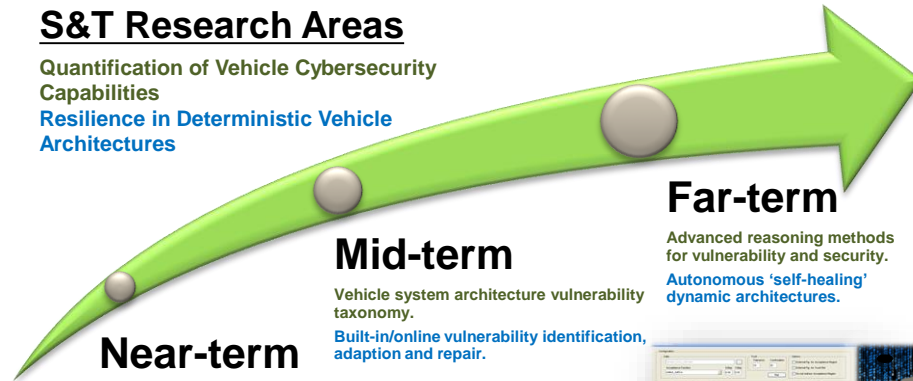 S&T Research Areas
Quantification of Vehicle Cybersecurity
Capabilities
Resilience in Deterministic Vehicle
Architectures
Far-term
Advanced reasoning methods
for vulnerability and security.
Autonomous ‘self-healing’
dynamic architectures.
Mid-term
Vehicle system architecture vulnerability
taxonomy.
Built-in/online vulnerability identification,
adaption and repair.
Near-term